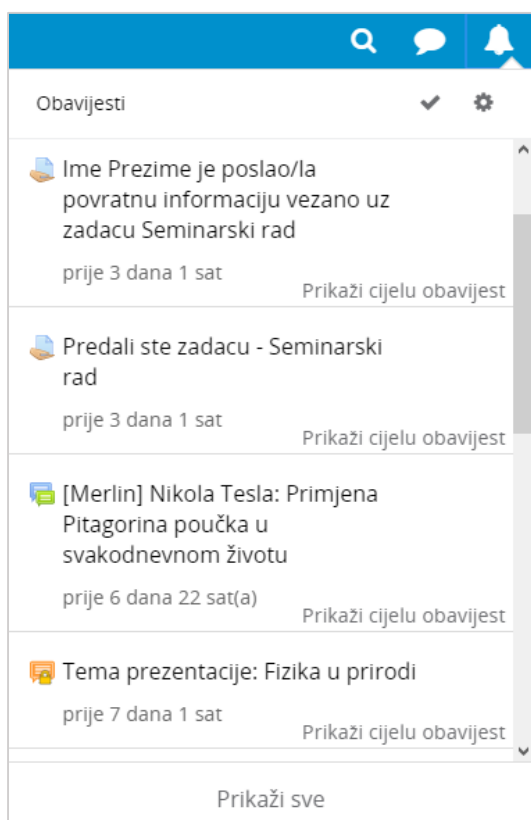 Obavijesti
Ime Prezime je poslao/la
povratnu informaciju vezano uz
zadacu Seminarski rad
prije 3 dana 1 sat
Prikaži cijelu obavijest
Predali ste zadacu - Seminarski
rad
prije 3 dana 1 sat
Prikaži cijelu obavijest
[Merlin] Nikola Tesla: Primjena
Pitagorina poučka u
svakodnevnom životu
prije 6 dana 22 sat(a)
Prikaži cijelu obavijest
Tema prezentacije: Fizika u prirodi
prije 7 dana 1 sat
Prikaži cijelu obavijest
Prikaži sve